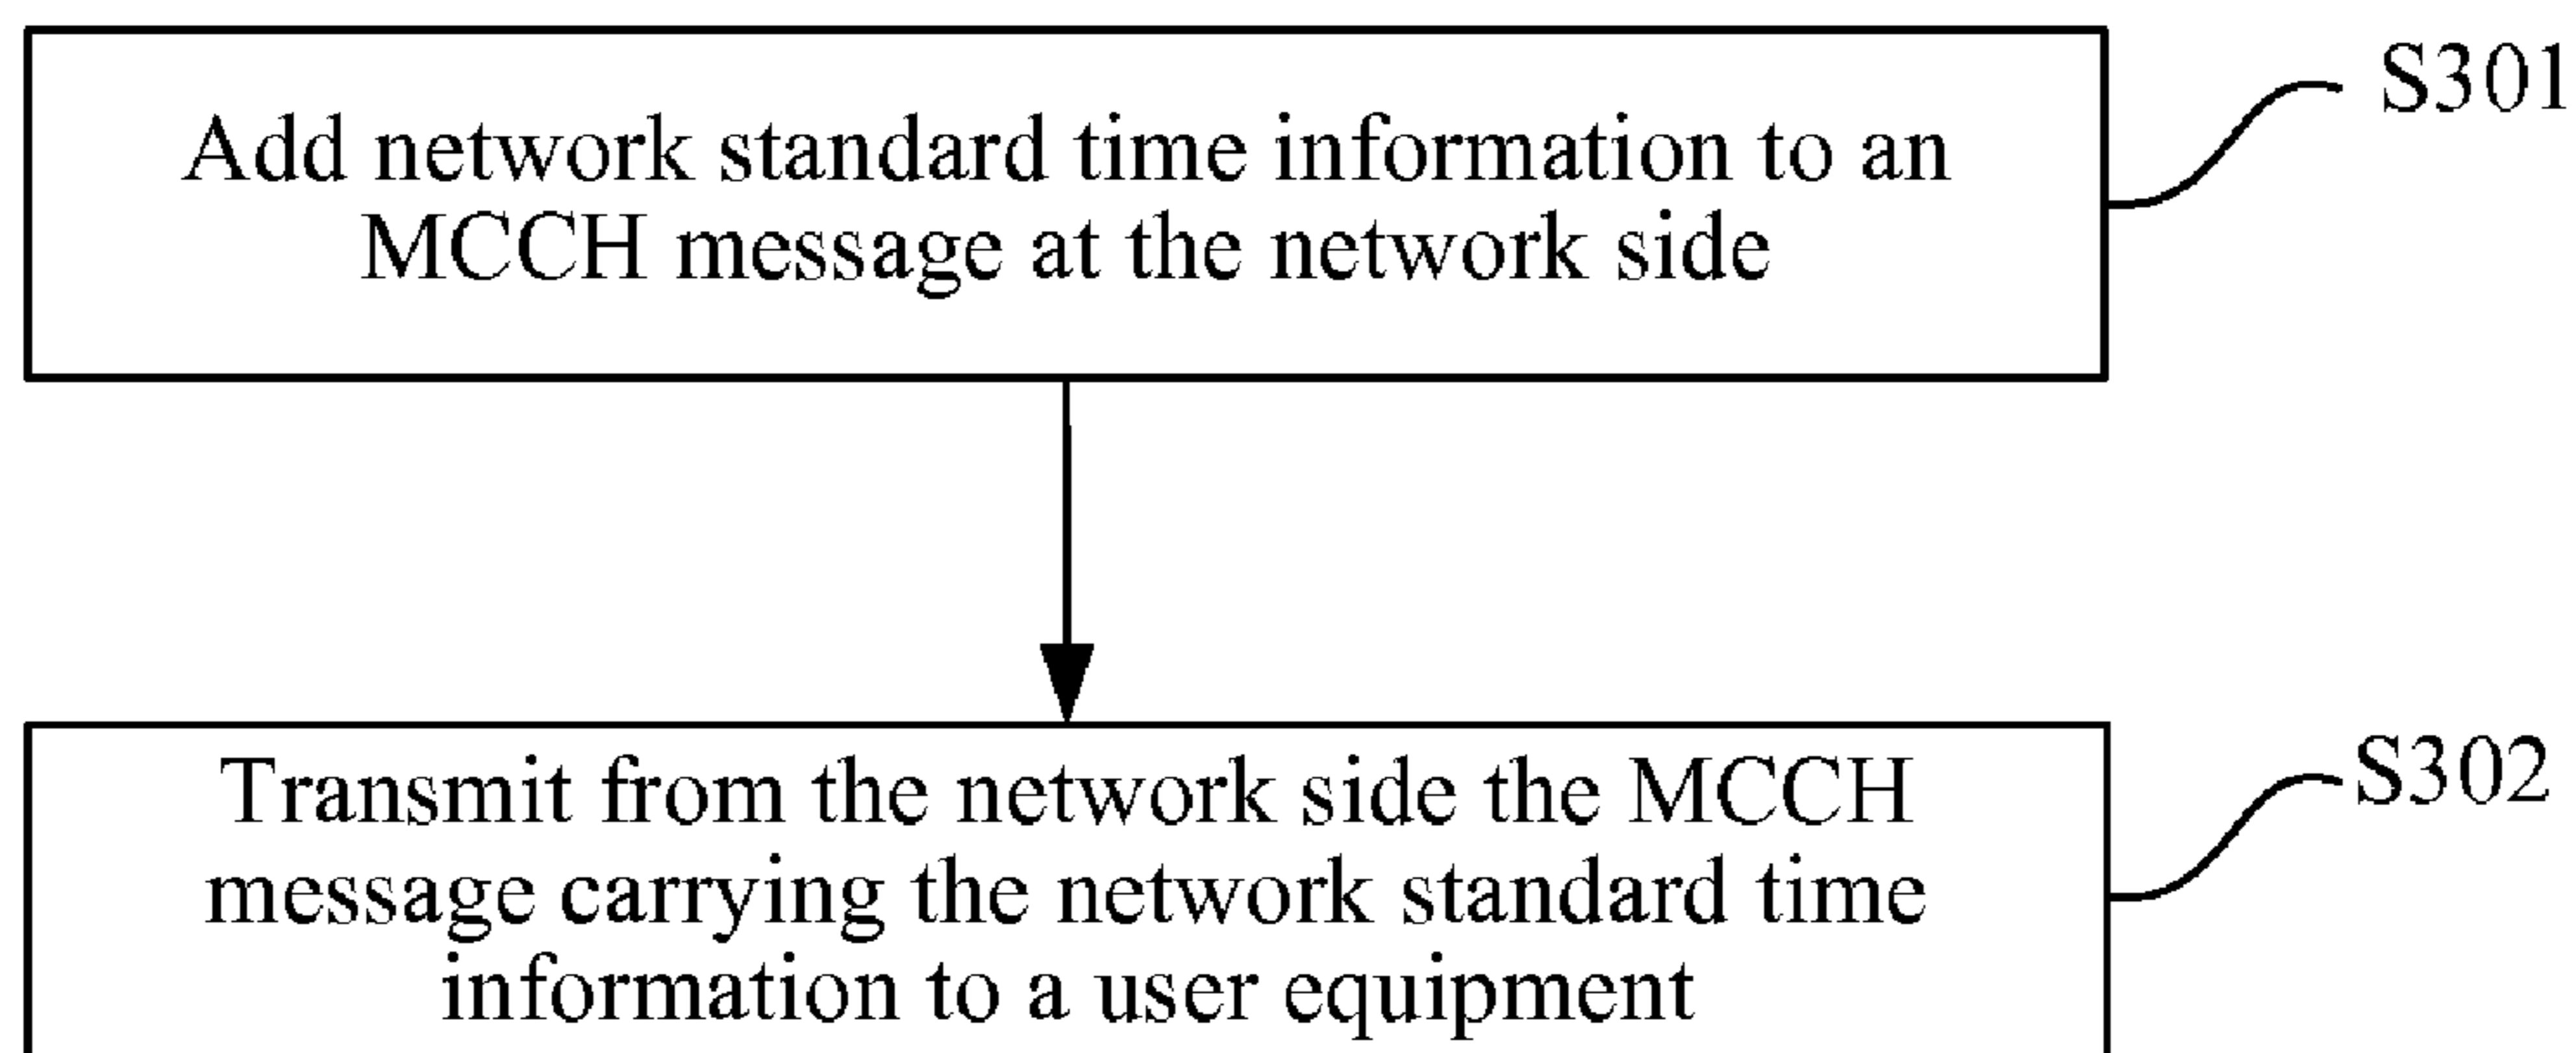 Add network standard time information to an
MCCH message at the network side
S301
Transmit from the network side the MCCH
message carrying the network standard time
information to a user equipment
S302